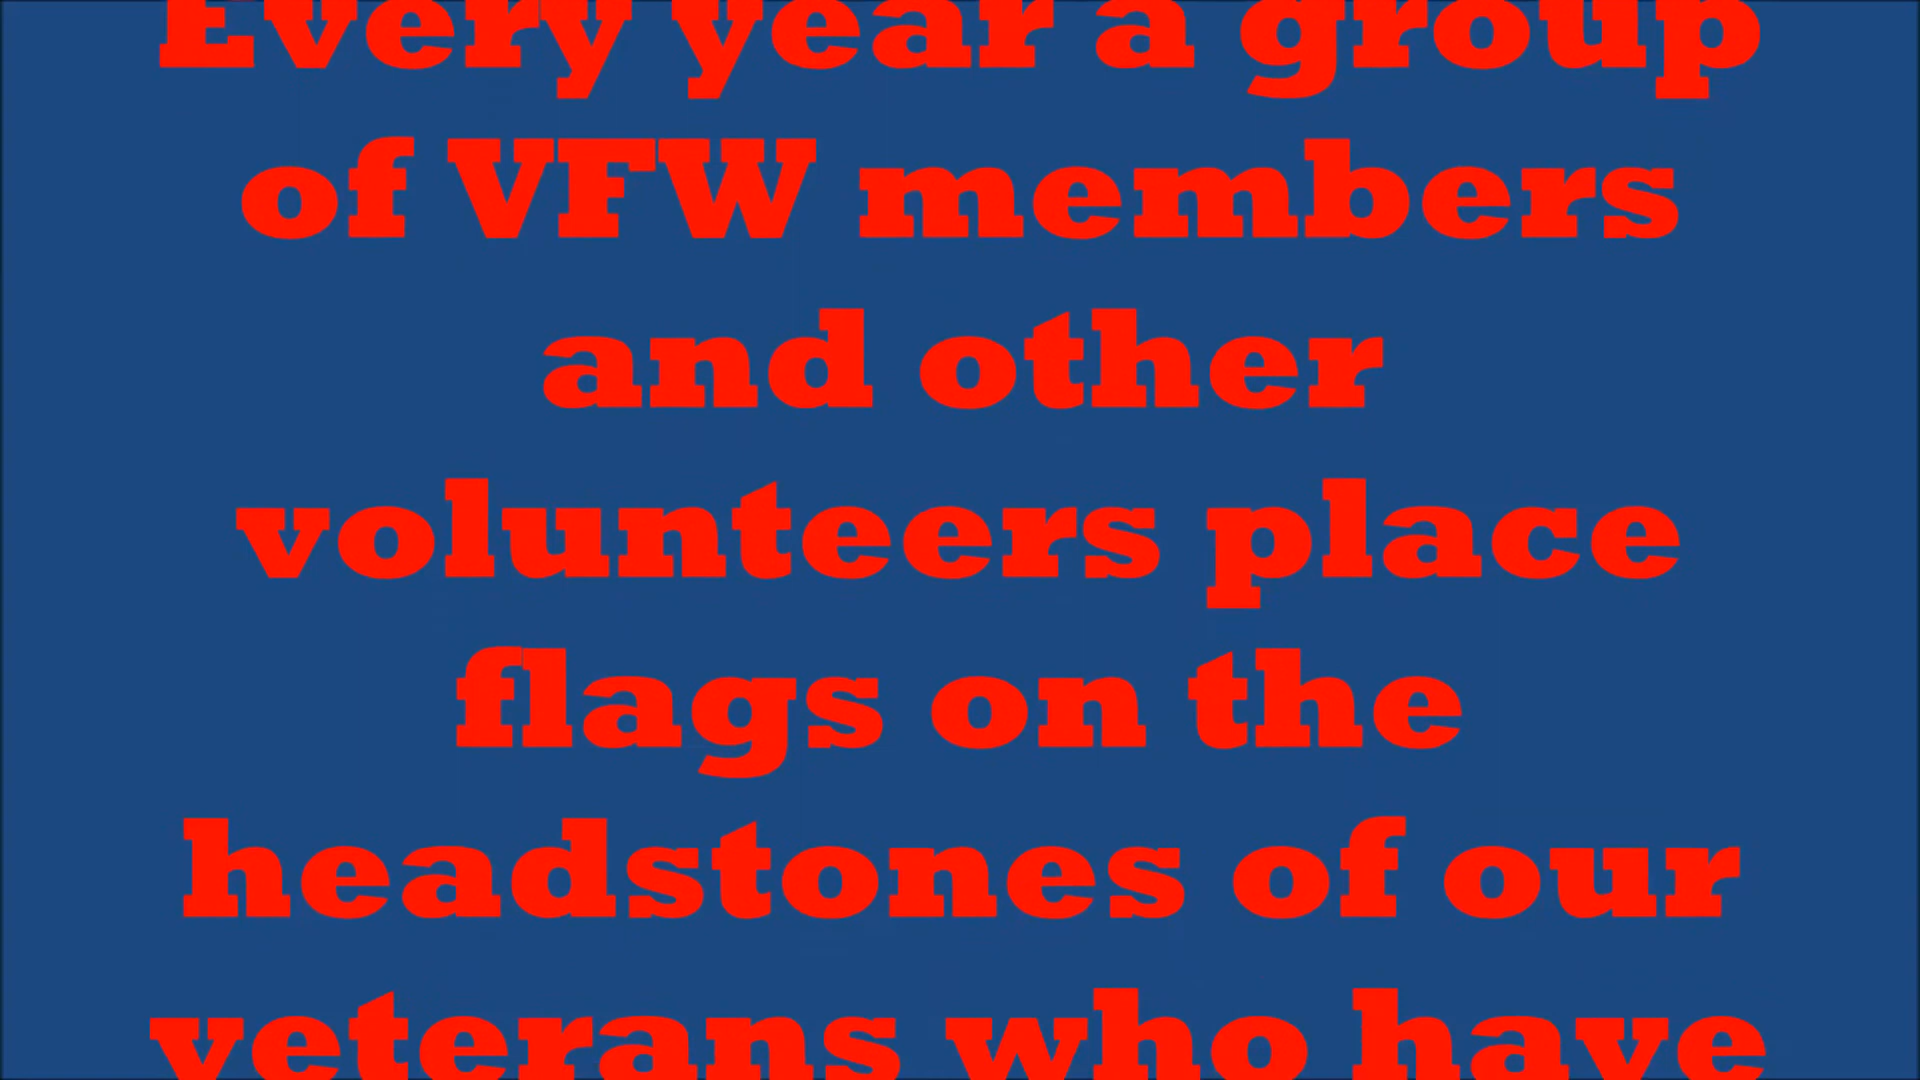 Every year a group
of VFW members
and other
volunteers place
flags on the
headstones of our
veterans who have